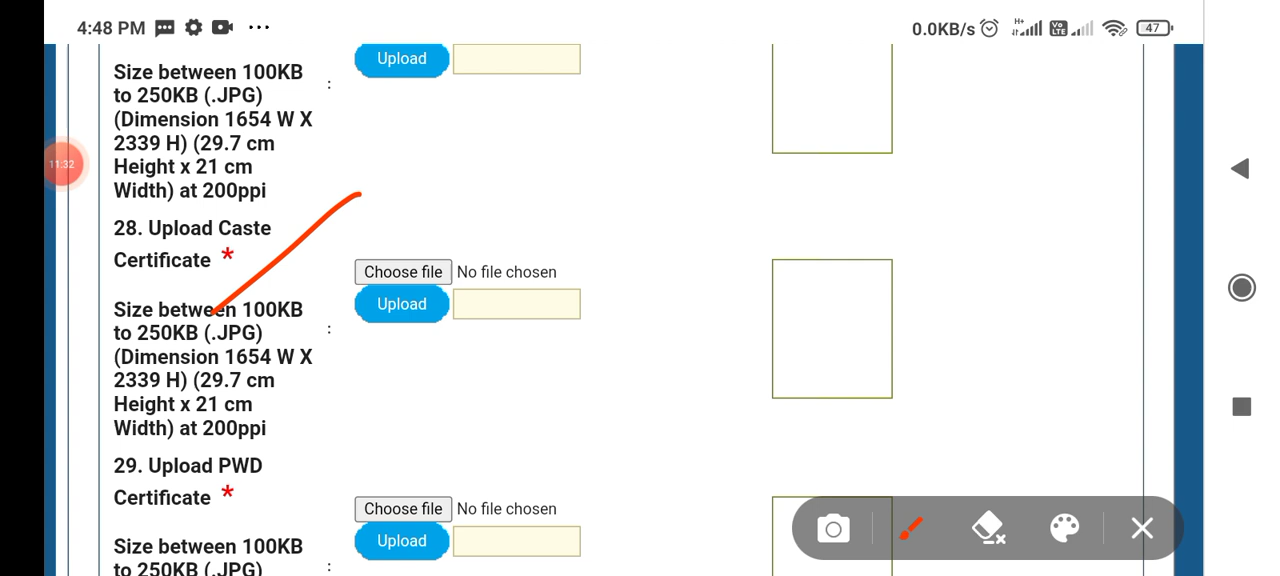 4:48 PM ... 0.0KB/s H+ Vo LTE 47
Upload
Size between 100KB
to 250KB (.JPG)
:
(Dimension 1654 W X
2339 H) (29.7 cm
11:32
Height x 21 cm
Width) at 200ppi
28. Upload Caste
Certificate *
Choose file No file chosen
Upload
Size between 100KB
to 250KB (.JPG)
:
(Dimension 1654 W X
2339 H) (29.7 cm
Height x 21 cm
Width) at 200ppi
29. Upload PWD
Certificate *
Choose file No file chosen
Upload
Size between 100KB
to 250KB (.JPG)
: